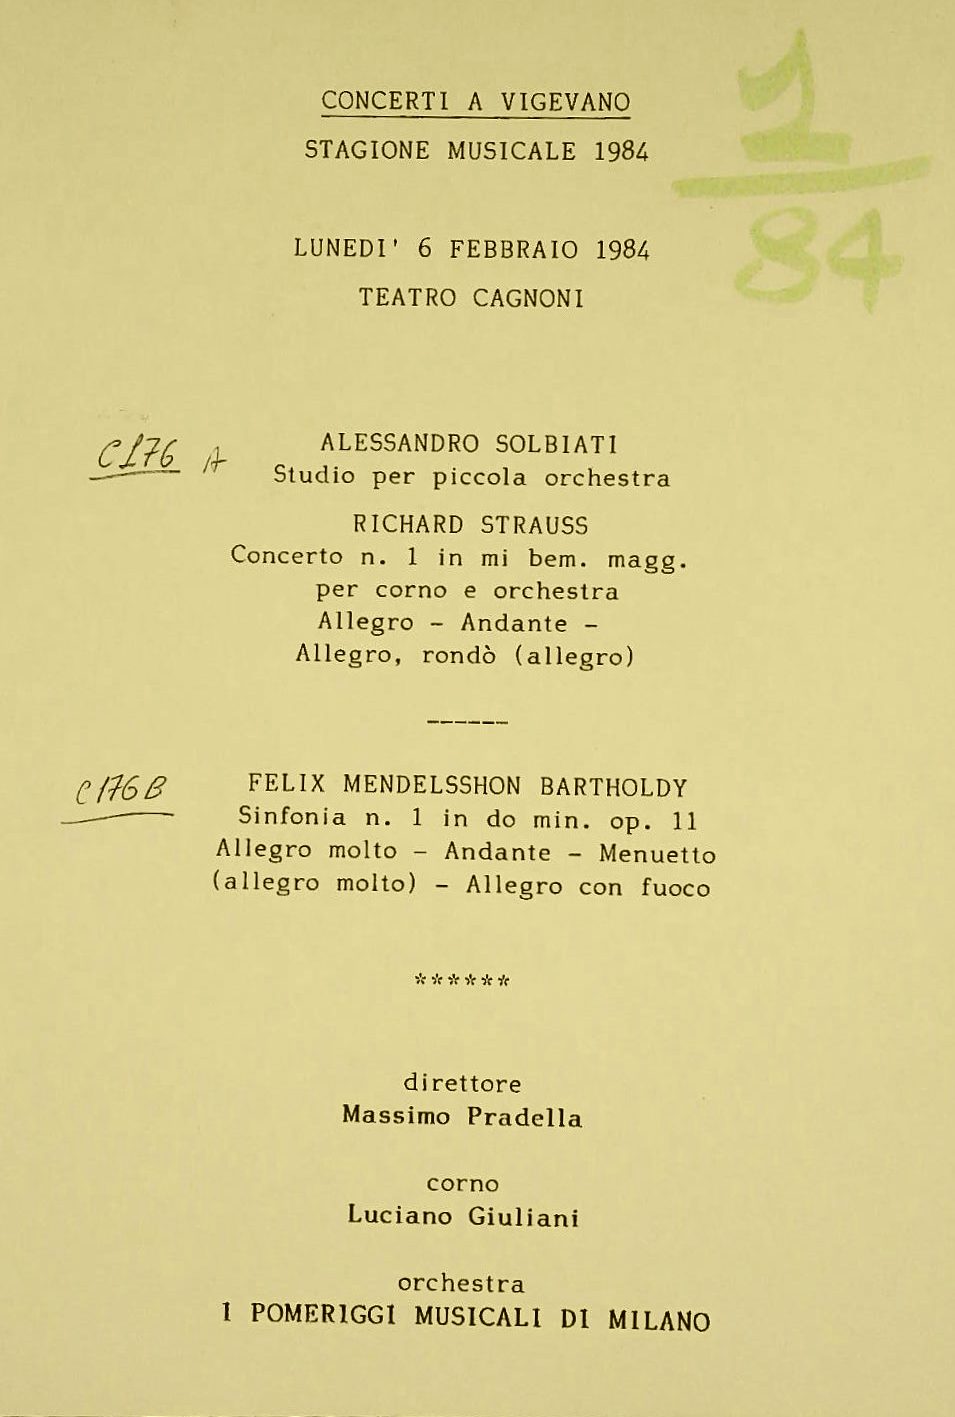 CONCERTI A VIGEVANO
1
STAGIONE MUSICALE 1984
84
LUNEDI' 6 FEBBRAIO 1984
TEATRO CAGNONI
C176 A
ALESSANDRO SOLBIATI
Studio per piccola orchestra
RICHARD STRAUSS
Concerto n. 1 in mi bem. magg.
per corno e orchestra
Allegro - Andante -
Allegro, rondò (allegro)
------
C176 B
FELIX MENDELSSHON BARTHOLDY
Sinfonia n. 1 in do min. op. 11
Allegro molto - Andante - Menuetto
(allegro molto) - Allegro con fuoco
******
direttore
Massimo Pradella
corno
Luciano Giuliani
orchestra
I POMERIGGI MUSICALI DI MILANO